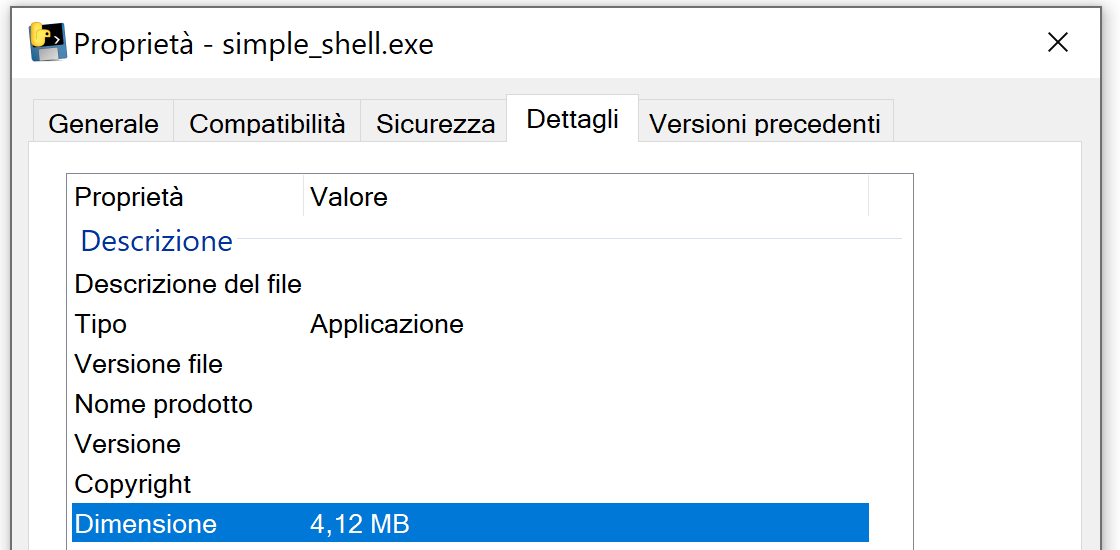 Proprietà - simple_shell.exe
Generale Compatibilità Sicurezza Dettagli Versioni precedenti
Proprietà Valore
Descrizione
Descrizione del file
Tipo Applicazione
Versione file
Nome prodotto
Versione
Copyright
Dimensione 4,12 MB